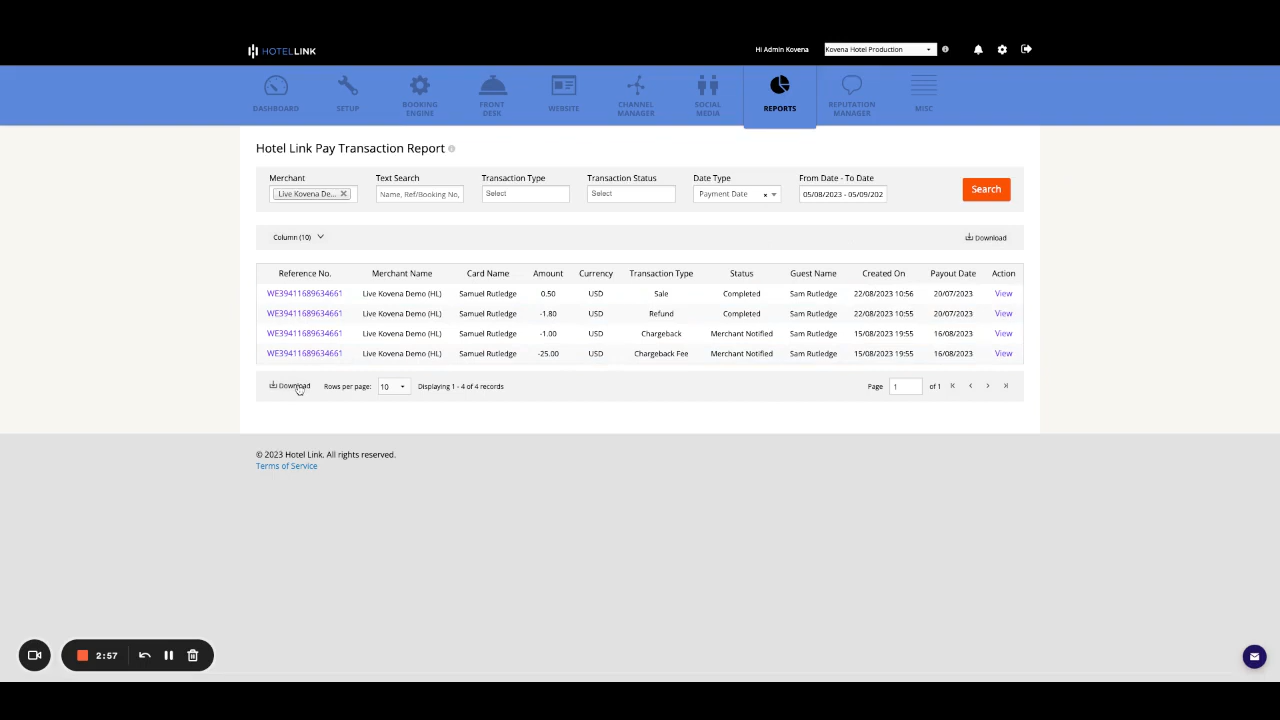 HOTELLINK
Hi Admin Kovena
Kovena Hotel Production
DASHBOARD
SETUP
BOOKING
ENGINE
FRONT
DESK
WEBSITE
CHANNEL
MANAGER
SOCIAL
MEDIA
REPORTS
REPUTATION
MANAGER
MISC
Hotel Link Pay Transaction Report
Merchant
Text Search
Transaction Type
Transaction Status
Date Type
From Date - To Date
Live Kovena De...
Name, Ref/Booking No,
Select
Select
Payment Date
05/08/2023 - 05/09/202
Search
Column (10)
Download
Reference No. Merchant Name Card Name Amount Currency Transaction Type Status Guest Name Created On Payout Date Action
WE39411689634661 Live Kovena Demo (HL) Samuel Rutledge 0.50 USD Sale Completed Sam Rutledge 22/08/2023 10:56 20/07/2023 View
WE39411689634661 Live Kovena Demo (HL) Samuel Rutledge -1.80 USD Refund Completed Sam Rutledge 22/08/2023 10:55 20/07/2023 View
WE39411689634661 Live Kovena Demo (HL) Samuel Rutledge -1.00 USD Chargeback Merchant Notified Sam Rutledge 15/08/2023 19:55 16/08/2023 View
WE39411689634661 Live Kovena Demo (HL) Samuel Rutledge -25.00 USD Chargeback Fee Merchant Notified Sam Rutledge 15/08/2023 19:55 16/08/2023 View
Download Rows per page: 10 Displaying 1 - 4 of 4 records Page 1 of 1
© 2023 Hotel Link. All rights reserved.
Terms of Service
2:57